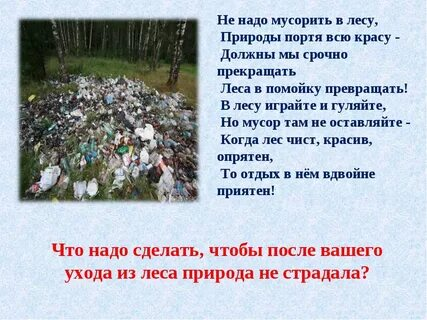 Не надо мусорить в лесу,
Природы портя всю красу -
Должны мы срочно
прекращать
Леса в помойку превращать!
В лесу играйте и гуляйте,
Но мусор там не оставляйте -
Когда лес чист, красив,
опрятен,
То отдых в нём вдвойне
приятен!
Что надо сделать, чтобы после вашего
ухода из леса природа не страдала?